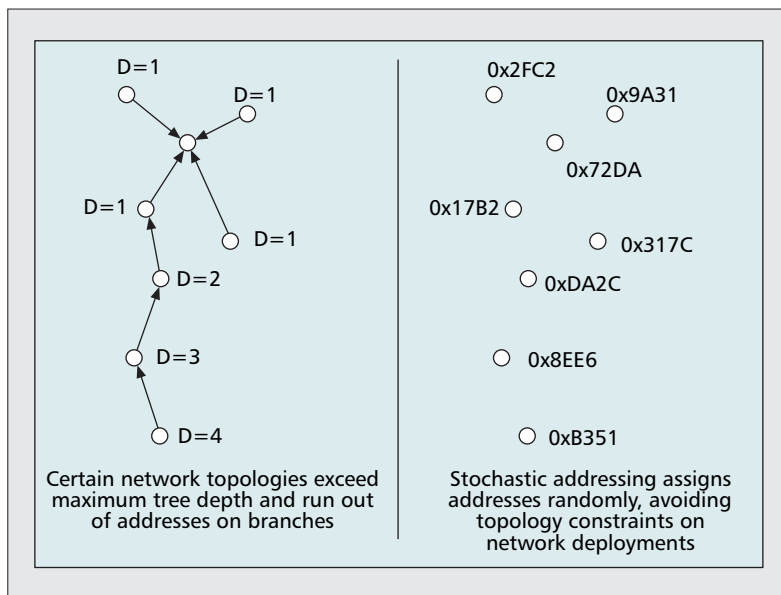 D=1
D=1
D=1
D=1
D=2
D=3
D=4
Certain network topologies exceed
maximum tree depth and run out
of addresses on branches
0x2FC2
0x9A31
0x72DA
0x17B2
0x317C
0xDA2C
0x8EE6
0xB351
Stochastic addressing assigns
addresses randomly, avoiding
topology constraints on
network deployments